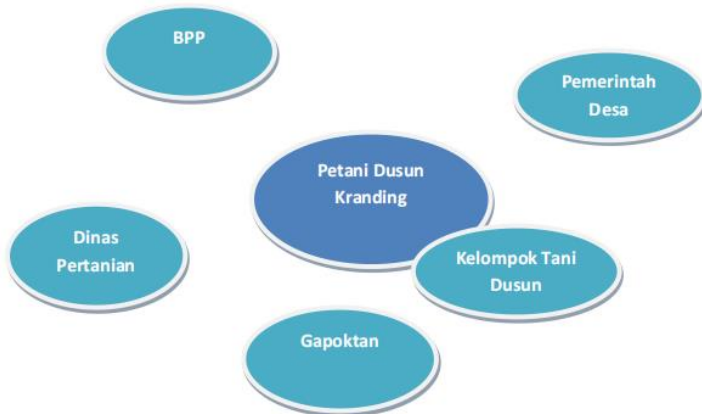 BPP
Pemerintah
Desa
Petani Dusun
Kranding
Dinas
Pertanian
Kelompok Tani
Dusun
Gapoktan